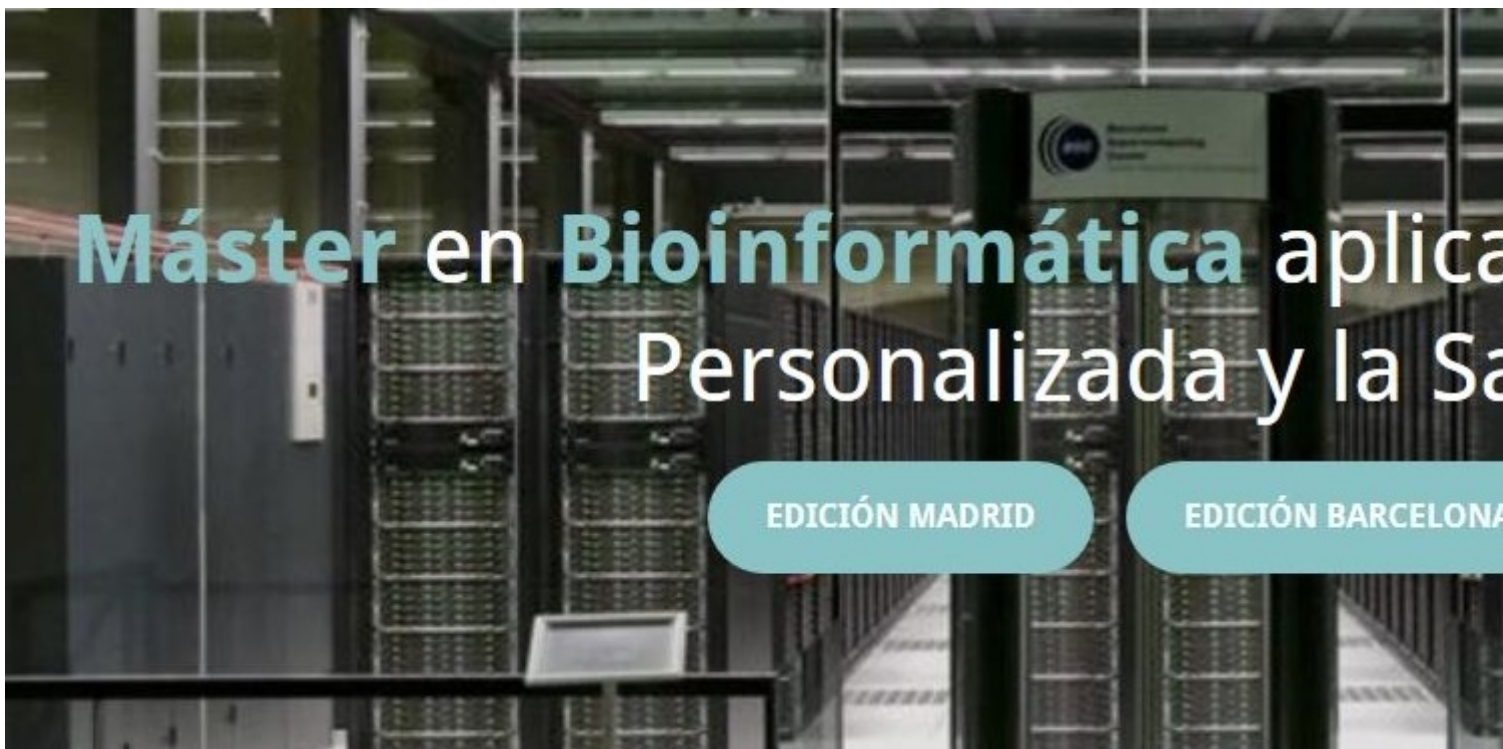 Máster en Bioinformática aplica
Personalizada y la Sa
EDICIÓN MADRID
EDICIÓN BARCELONA